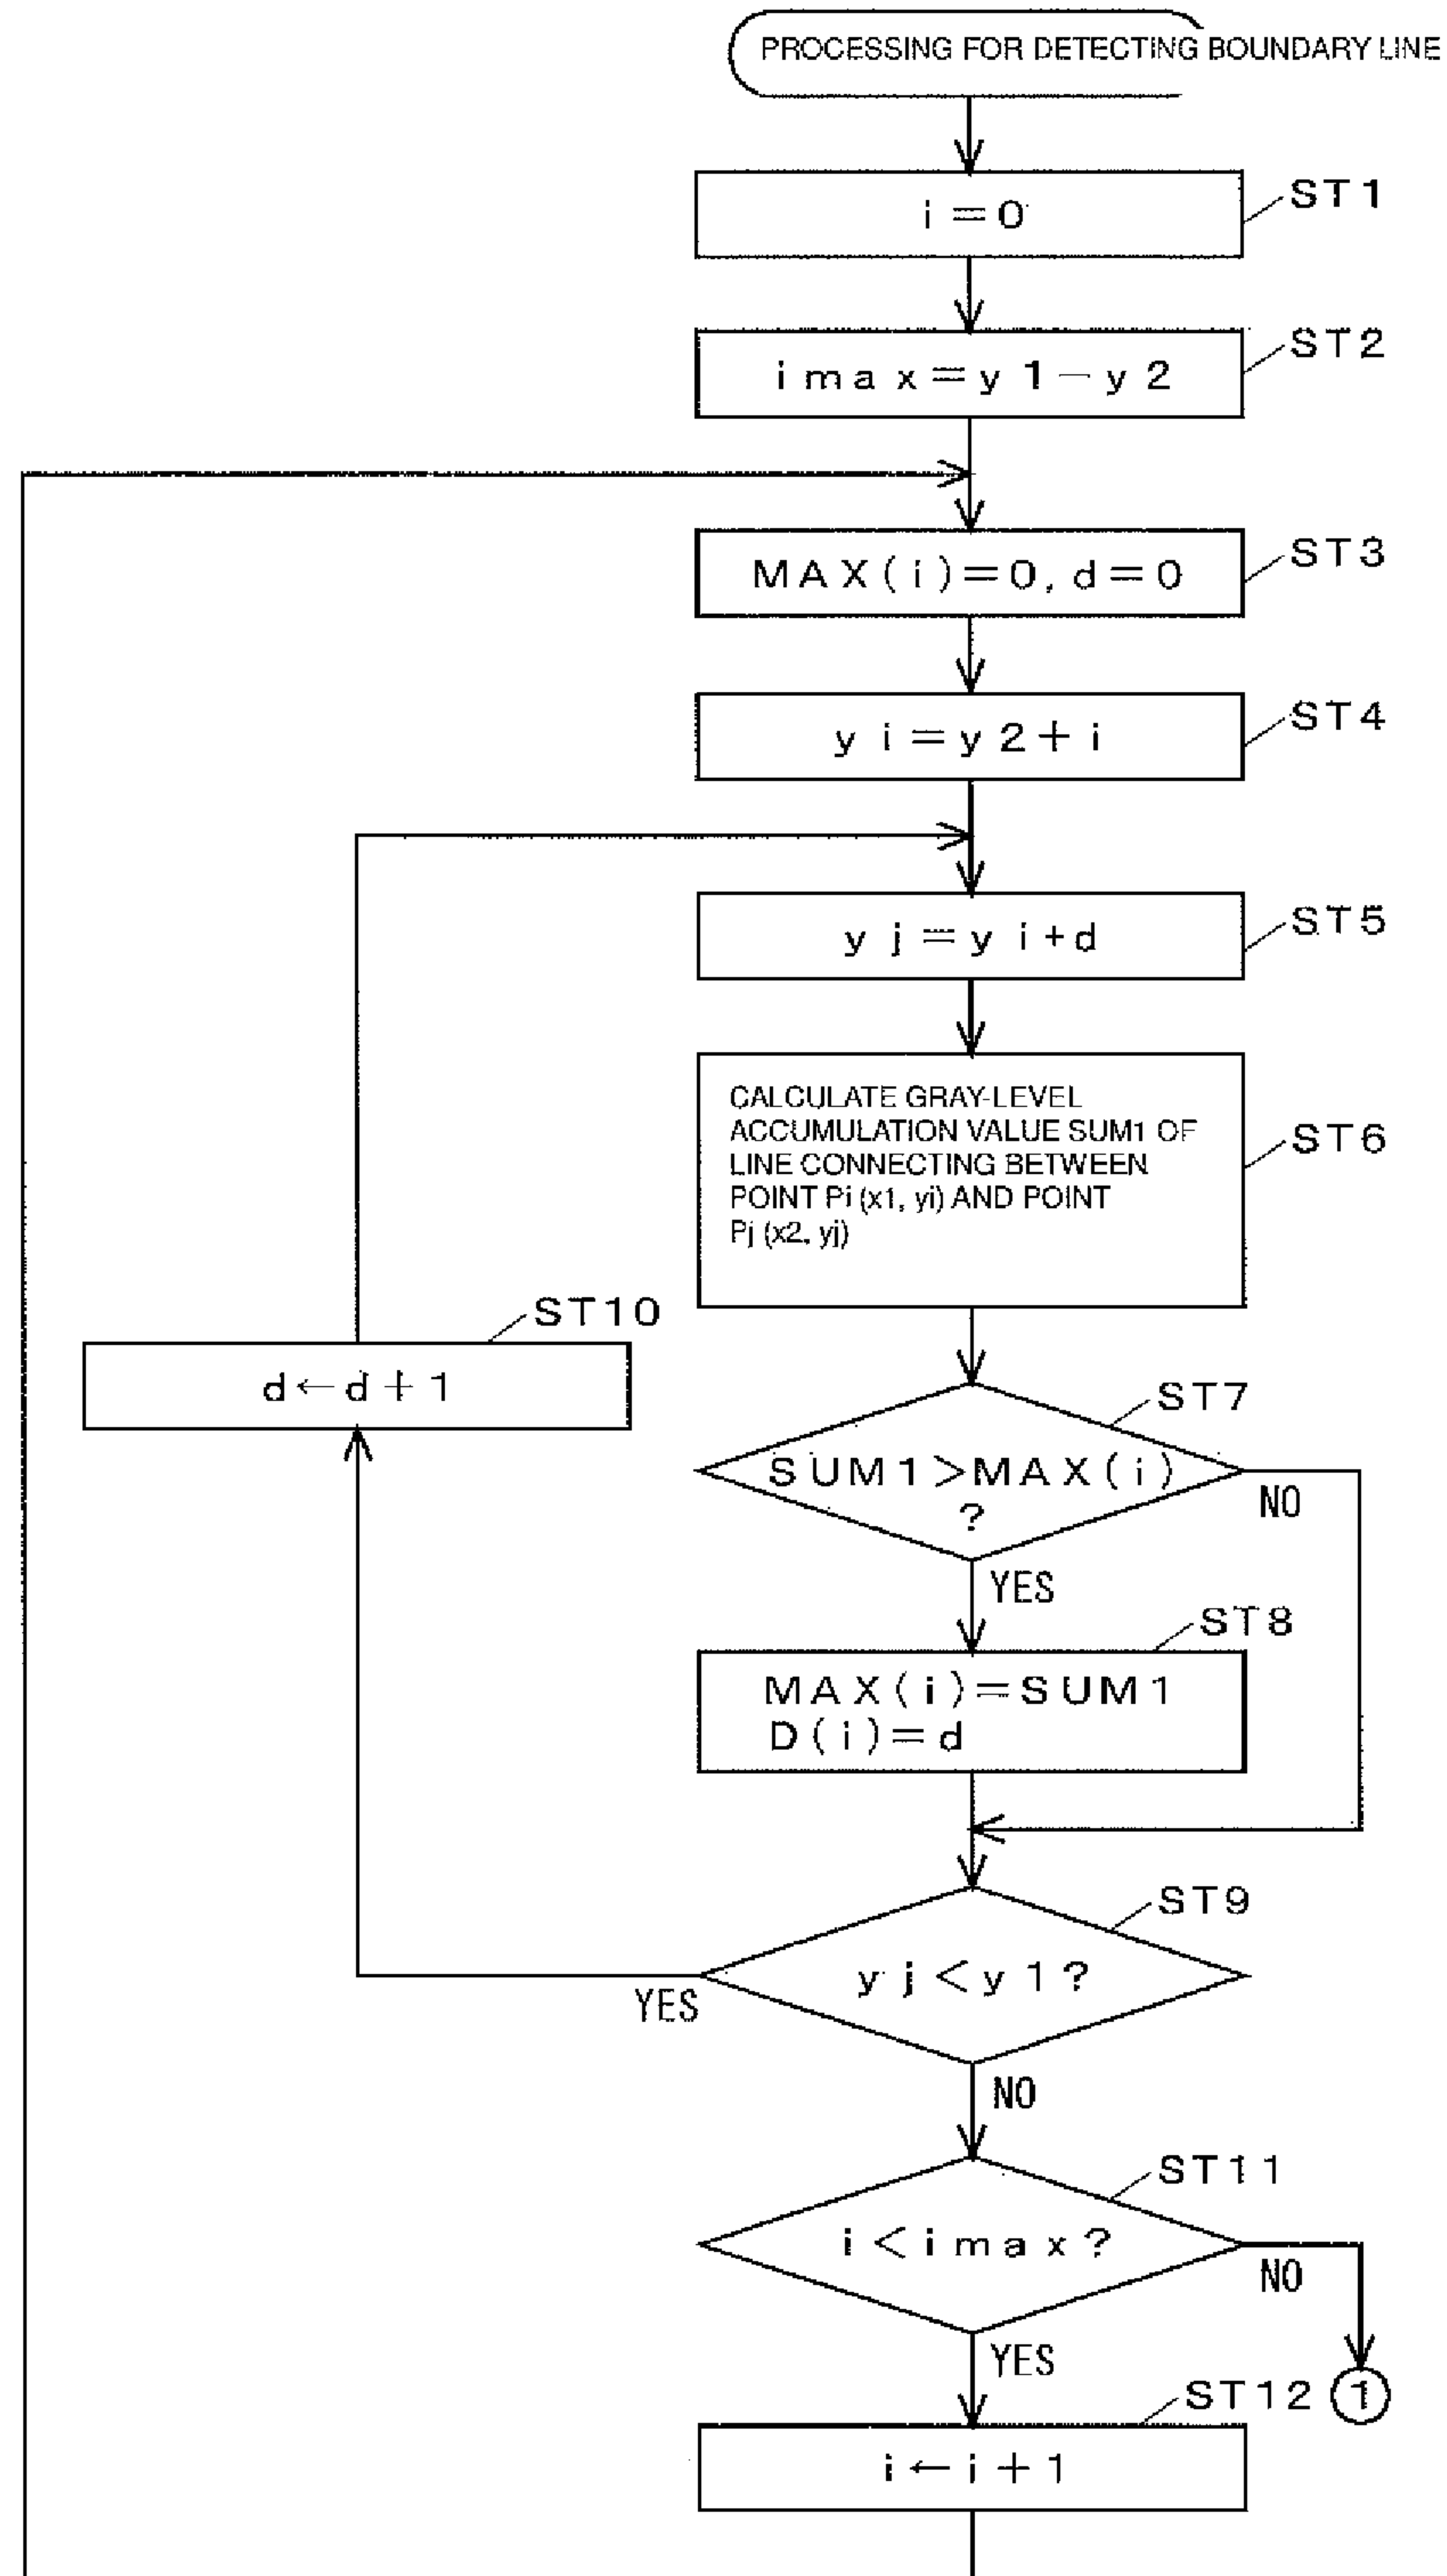 PROCESSING FOR DETECTING BOUNDARY LINE
i=0
ST1
imax=y1-y2
ST2
MAX(i)=0, d=0
ST3
yi=y2+i
ST4
yj=yi+d
ST5
CALCULATE GRAY-LEVEL
ACCUMULATION VALUE SUM1 OF
LINE CONNECTING BETWEEN
POINT Pi (x1, yi) AND POINT
Pj (x2, yj)
ST6
ST10
d←d+1
ST7
SUM1>MAX(i)
?
NO
YES
ST8
MAX(i)=SUM1
D(i)=d
ST9
yj<y1?
YES
NO
ST11
i<imax?
NO
YES
ST12
1
i←i+1